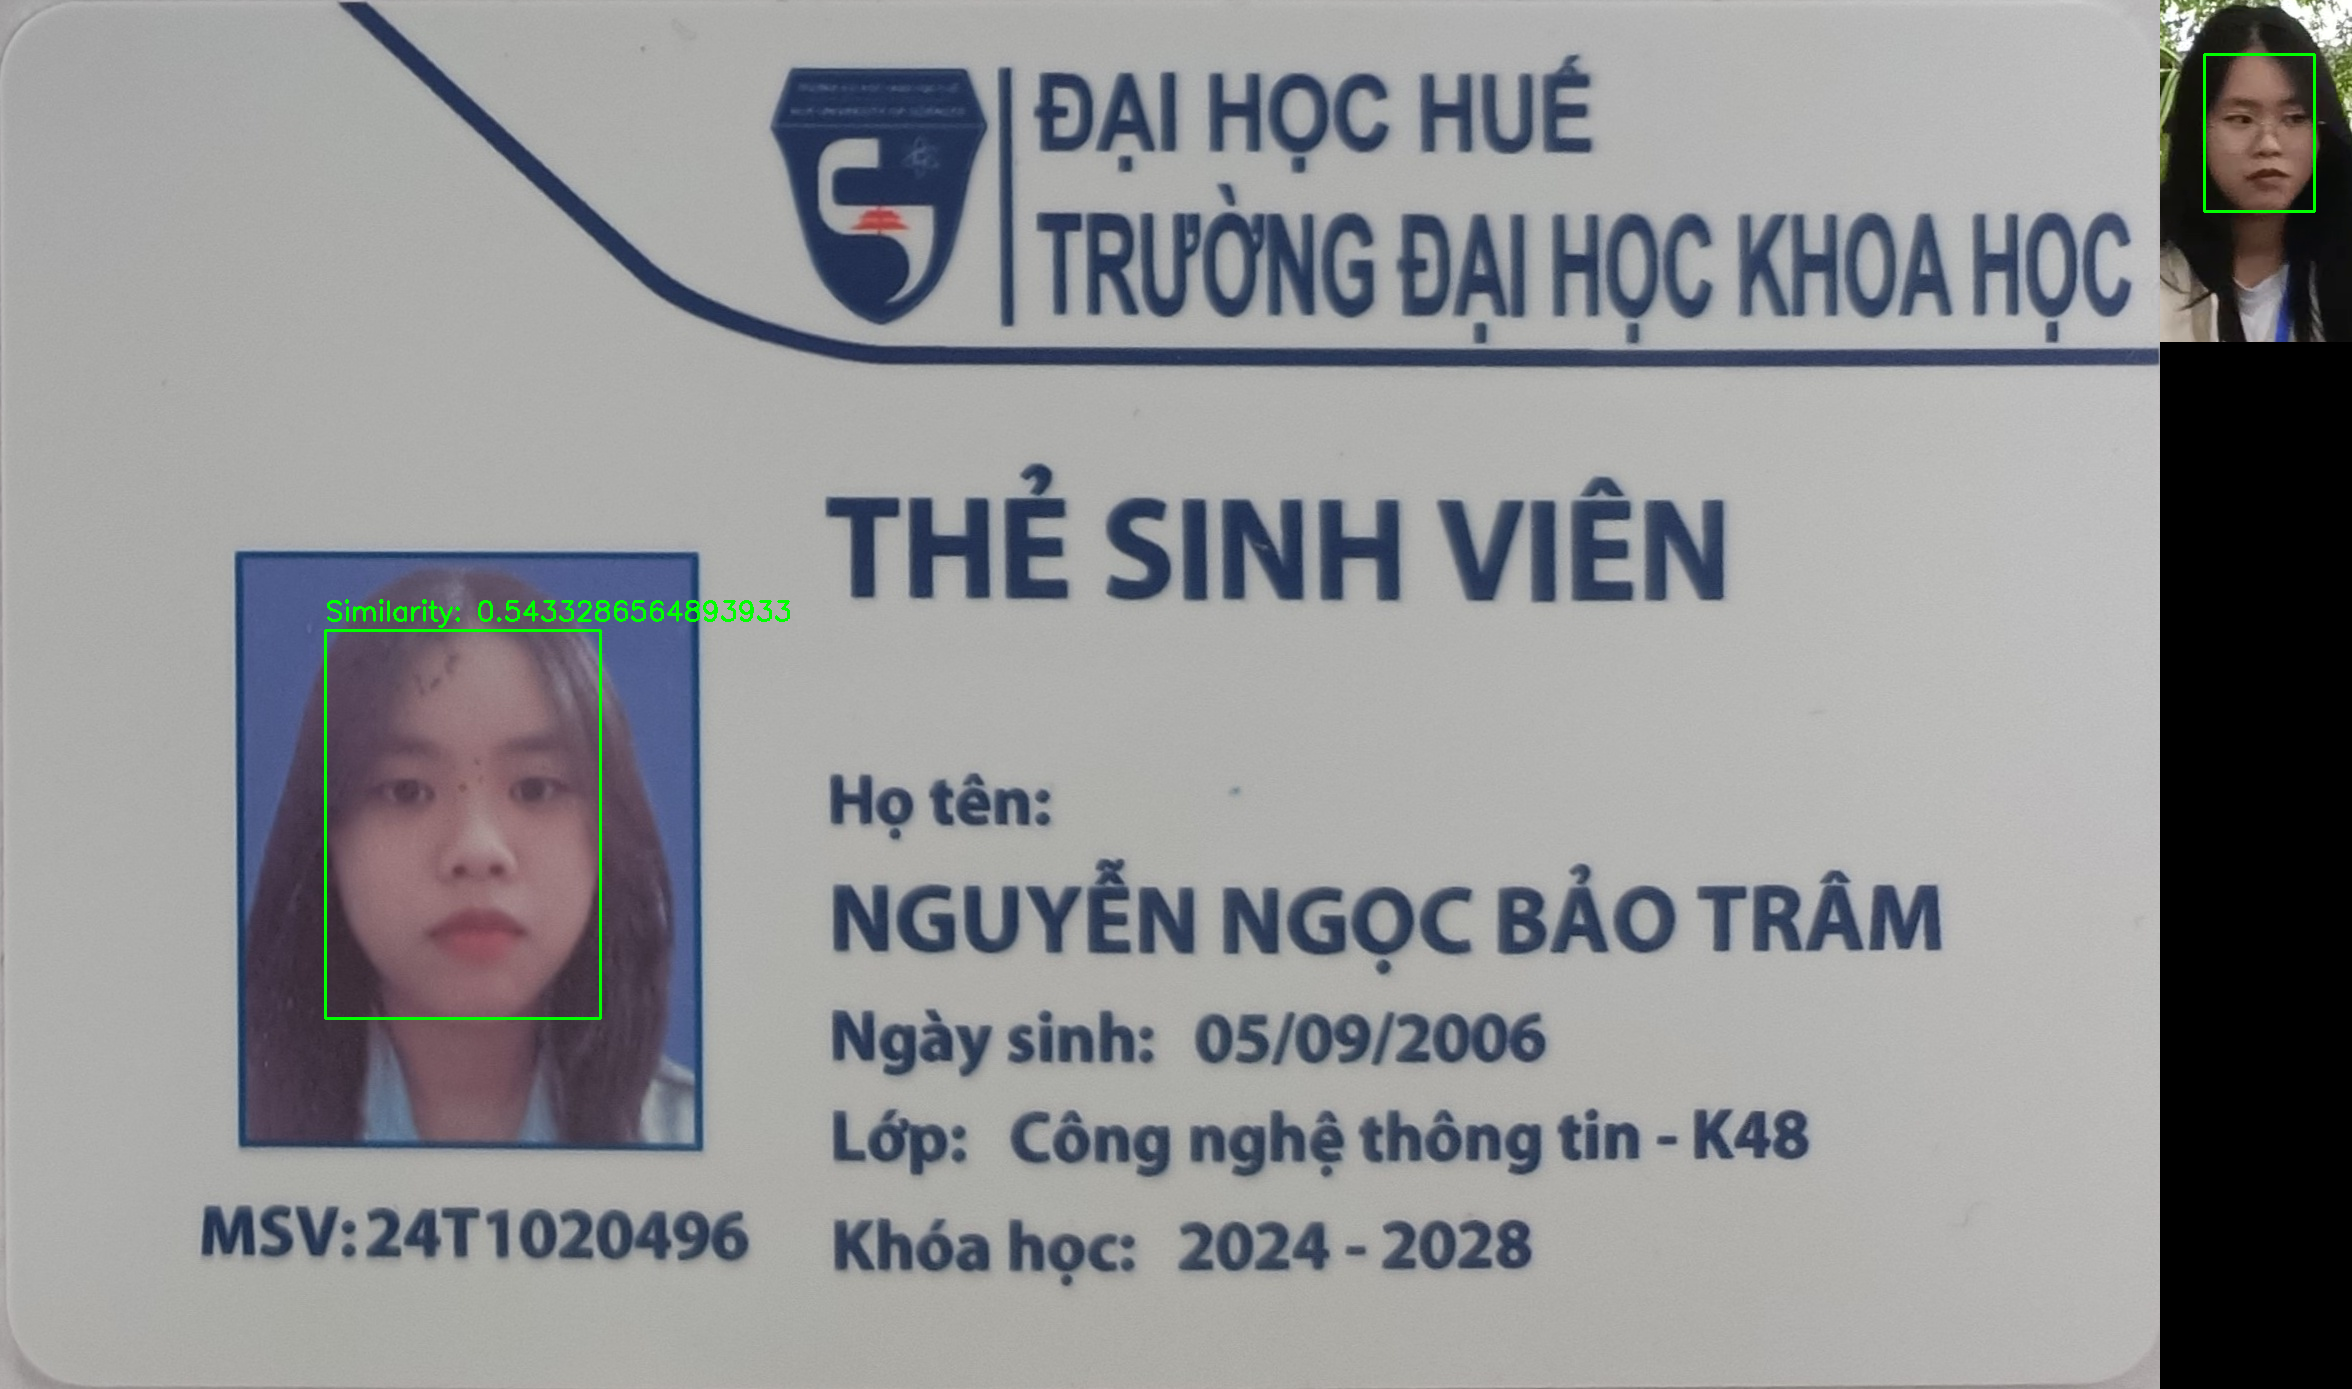 ĐẠI HỌC HUẾ
TRƯỜNG ĐẠI HỌC KHOA HỌC
THẺ SINH VIÊN
Similarity: 0.5433286564893933
Họ tên:
NGUYỄN NGỌC BẢO TRÂM
Ngày sinh: 05/09/2006
Lớp: Công nghệ thông tin - K48
MSV: 24T1020496
Khóa học: 2024 - 2028